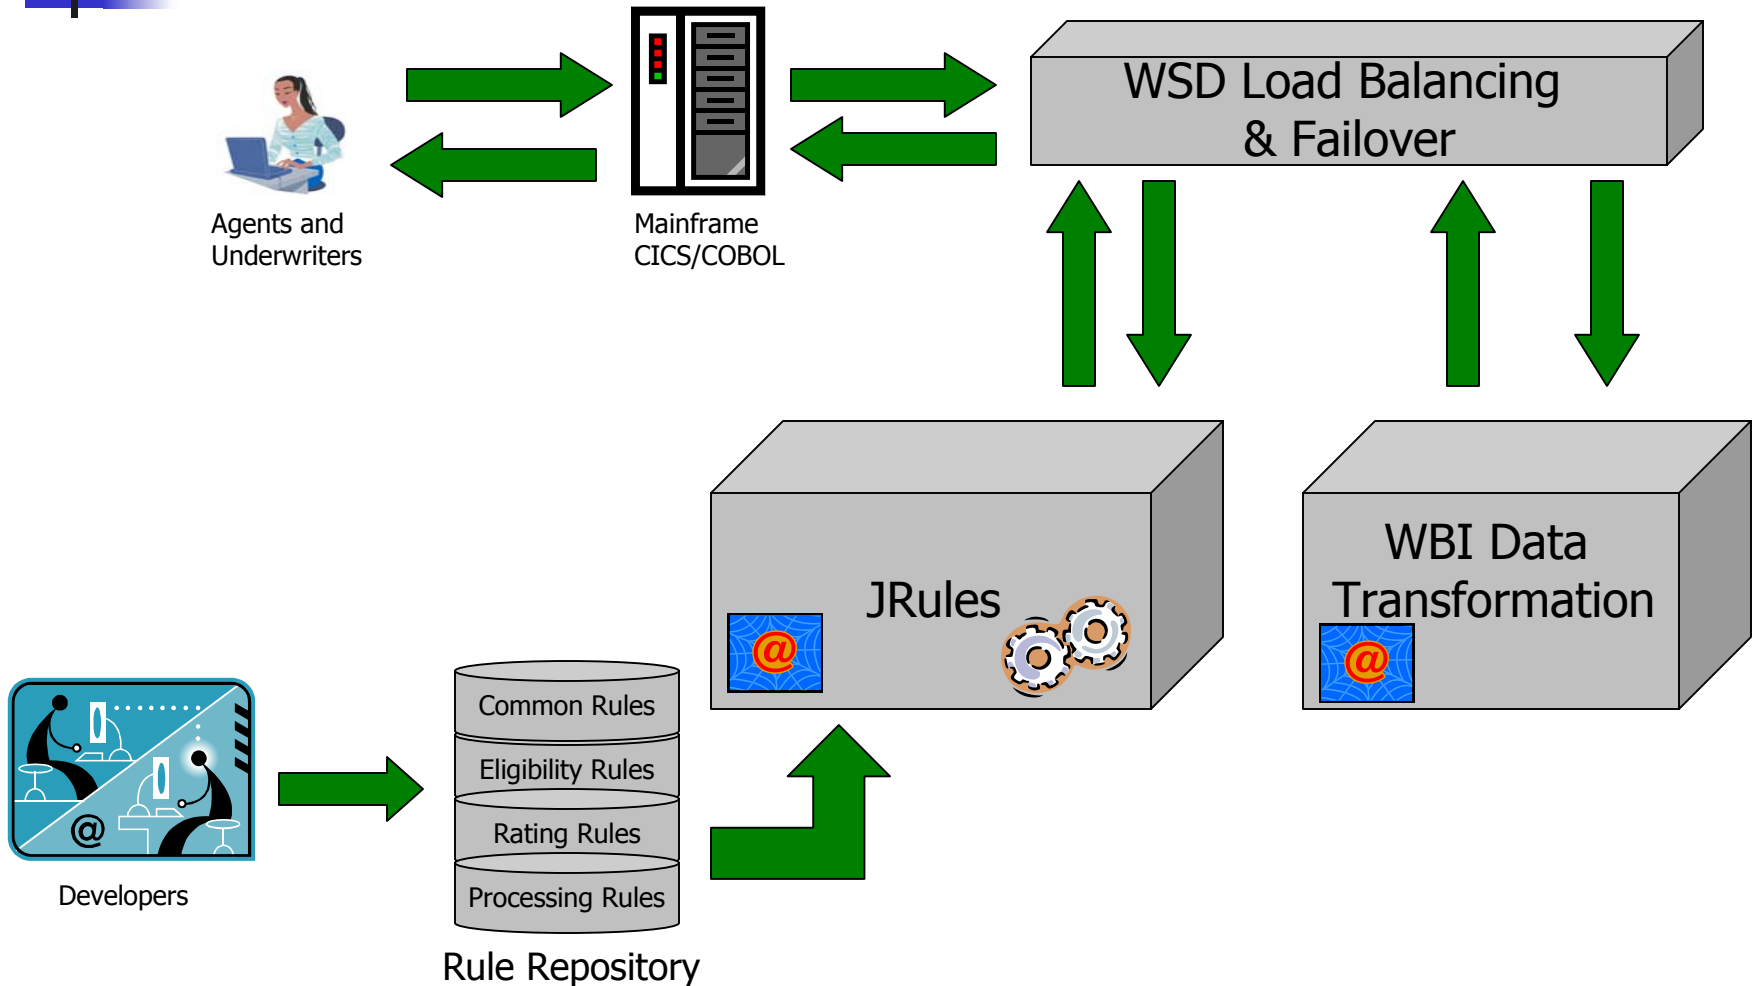 WSD Load Balancing
& Failover
Agents and
Underwriters
Mainframe
CICS/COBOL
JRules
@
WBI Data
Transformation
@
Common Rules
Eligibility Rules
Rating Rules
Processing Rules
@
Developers
Rule Repository